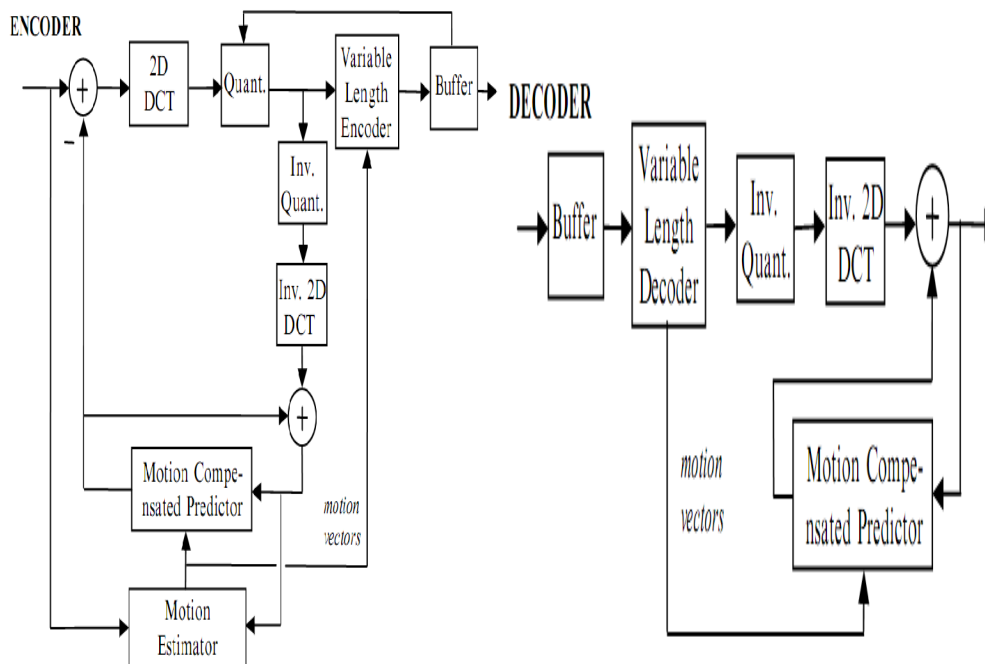 ENCODER
2D
DCT
Quant.
Variable
Length
Encoder
Buffer
Inv.
Quant.
Inv. 2D
DCT
+
+
–
Motion Compe-
nsated Predictor
motion
vectors
Motion
Estimator
DECODER
Buffer
Variable
Length
Decoder
Inv.
Quant.
Inv. 2D
DCT
+
motion
vectors
Motion Compe-
nsated Predictor